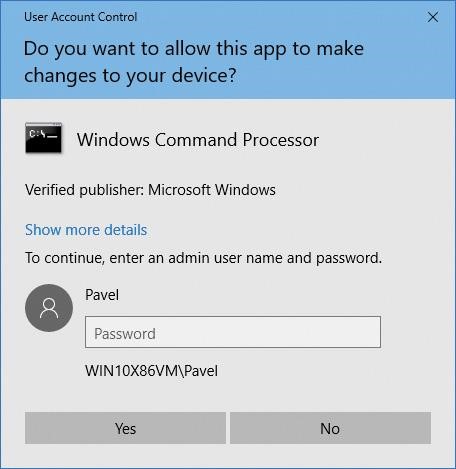 User Account Control
Do you want to allow this app to make
changes to your device?
C:\_
Windows Command Processor
Verified publisher: Microsoft Windows
Show more details
To continue, enter an admin user name and password.
Pavel
Password
WIN10X86VM\Pavel
Yes
No